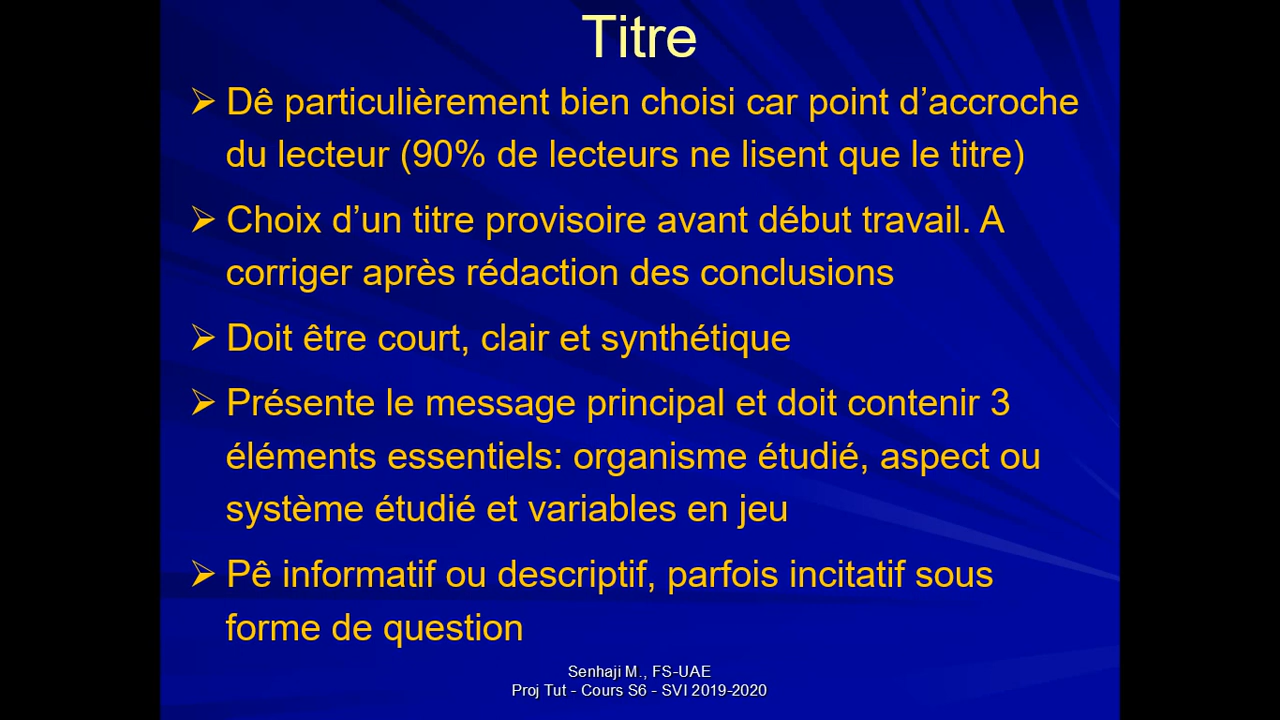 Titre
Dê particulièrement bien choisi car point d’accroche
du lecteur (90% de lecteurs ne lisent que le titre)
Choix d’un titre provisoire avant début travail. A
corriger après rédaction des conclusions
Doit être court, clair et synthétique
Présente le message principal et doit contenir 3
éléments essentiels: organisme étudié, aspect ou
système étudié et variables en jeu
Pê informatif ou descriptif, parfois incitatif sous
forme de question
Senhaji M., FS-UAE
Proj Tut - Cours S6 - SVI 2019-2020